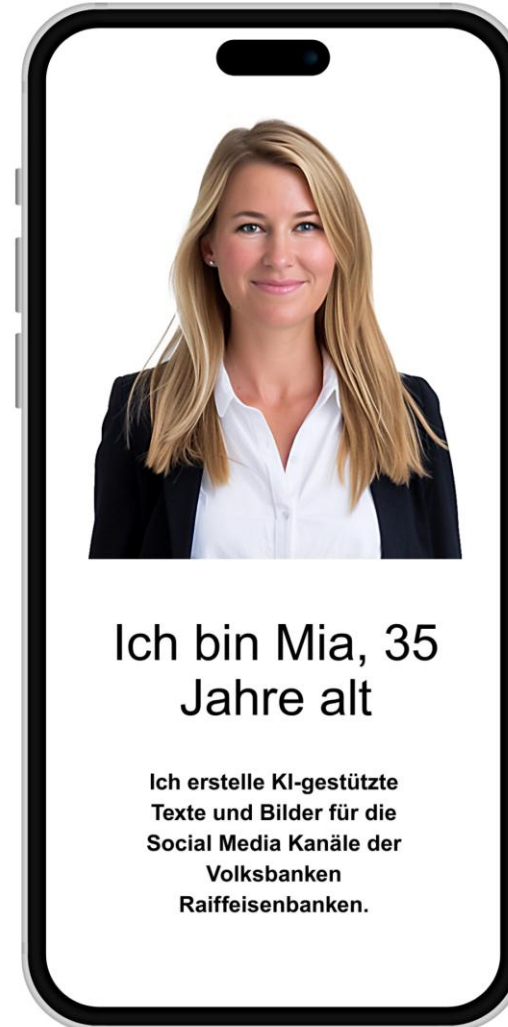 Ich bin Mia, 35
Jahre alt
Ich erstelle KI-gestützte
Texte und Bilder für die
Social Media Kanäle der
Volksbanken
Raiffeisenbanken.